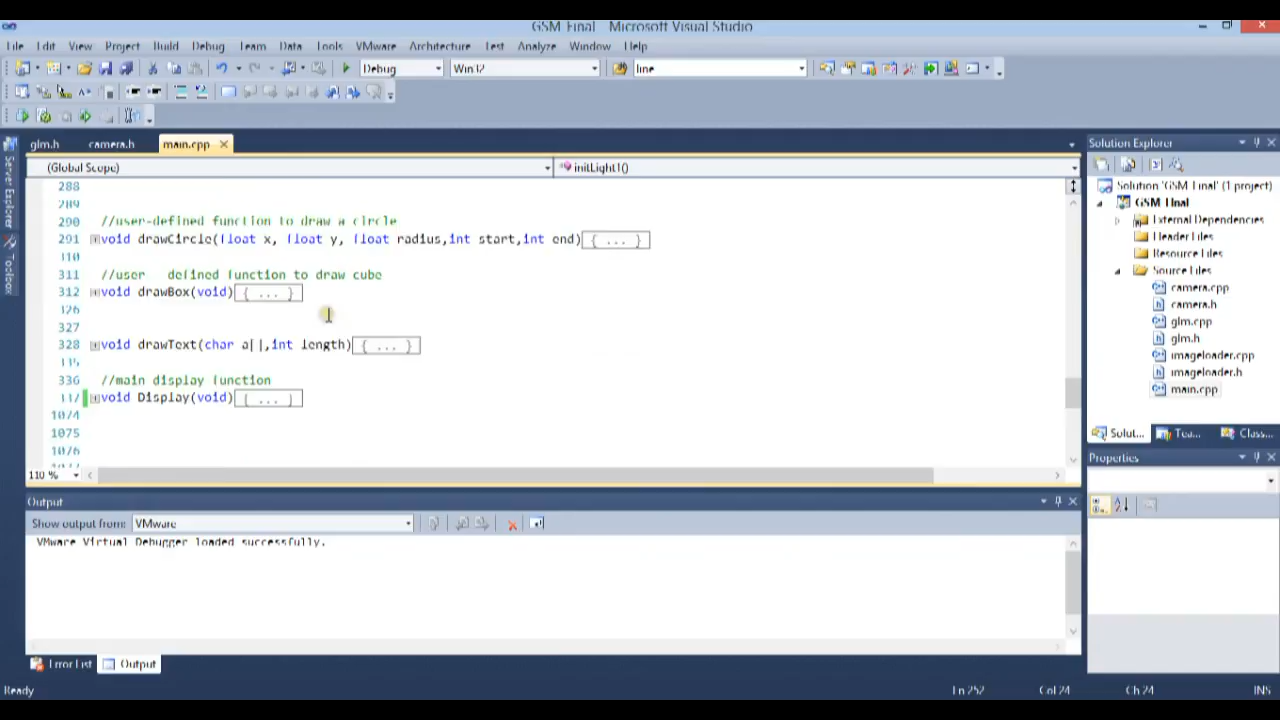 GSM Final - Microsoft Visual Studio
File Edit View Project Build Debug Team Data Tools VMware Architecture Test Analyze Window Help
Debug Win32 line
glm.h camera.h main.cpp
(Global Scope) initLight1()
288
289
290 //user-defined function to draw a circle
291 void drawCircle(float x, float y, float radius,int start,int end){ ... }
310
311 //user defined function to draw cube
312 void drawBox(void){ ... }
326
327
328 void drawText(char a[],int length){ ... }
335
336 //main display function
337 void Display(void){ ... }
1074
1075
1076
110 %
Output
Show output from: VMware
VMware Virtual Debugger loaded successfully.
Error List Output
Ready Ln 252 Col 24 Ch 24 INS
Server Explorer
Toolbox
Solution Explorer
Solution 'GSM Final' (1 project)
GSM Final
External Dependencies
Header Files
Resource Files
Source Files
camera.cpp
camera.h
glm.cpp
glm.h
imageloader.cpp
imageloader.h
main.cpp
Solut... Tea... Class...
Properties